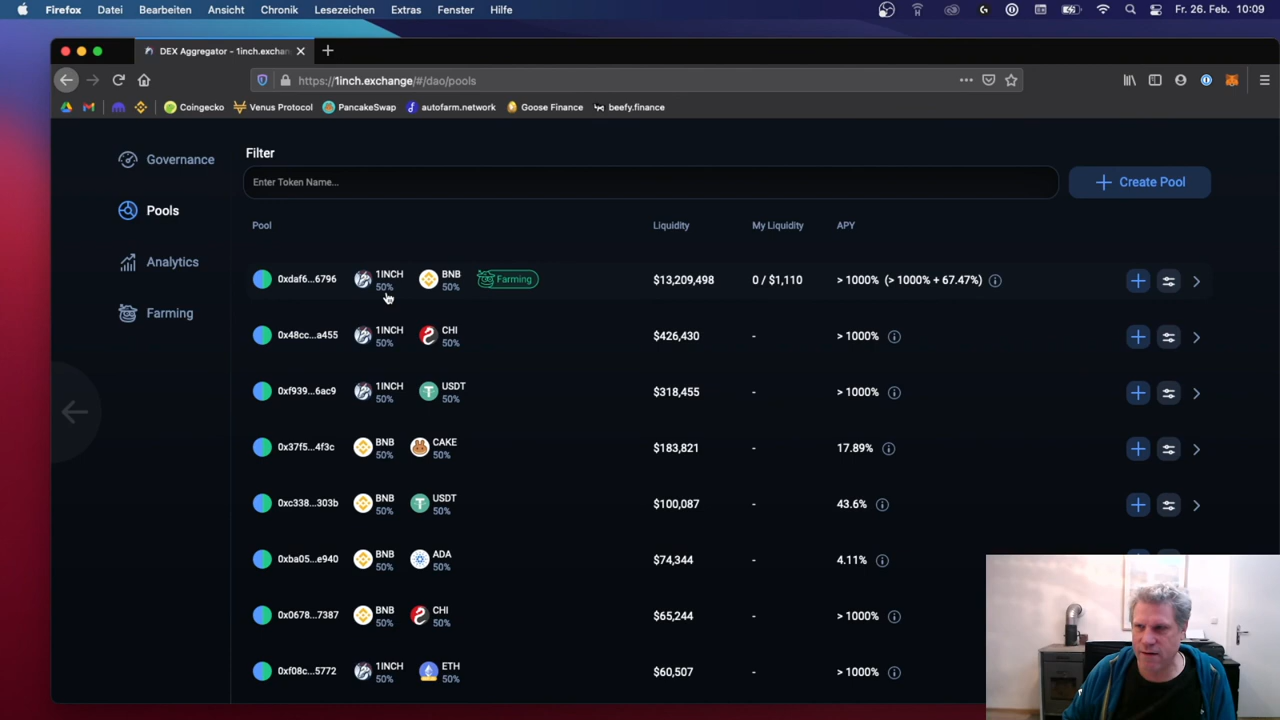 Firefox Datei Bearbeiten Ansicht Chronik Lesezeichen Extras Fenster Hilfe Fr. 26. Feb. 10:09
DEX Aggregator - 1inch.exchan
https://1inch.exchange/#/dao/pools
Coingecko Venus Protocol PancakeSwap autofarm.network Goose Finance beefy.finance
Governance
Pools
Analytics
Farming
Filter
Enter Token Name...
+ Create Pool
Pool Liquidity My Liquidity APY
0xdaf6...6796 1INCH 50% BNB 50% Farming $13,209,498 0 / $1,110 > 1000% (> 1000% + 67.47%)
0x48cc...a455 1INCH 50% CHI 50% $426,430 - > 1000%
0xf939...6ac9 1INCH 50% USDT 50% $318,455 - > 1000%
0x37f5...4f3c BNB 50% CAKE 50% $183,821 - 17.89%
0xc338...303b BNB 50% USDT 50% $100,087 - 43.6%
0xba05...e940 BNB 50% ADA 50% $74,344 - 4.11%
0x0678...7387 BNB 50% CHI 50% $65,244 - > 1000%
0xf08c...5772 1INCH 50% ETH 50% $60,507 - > 1000%